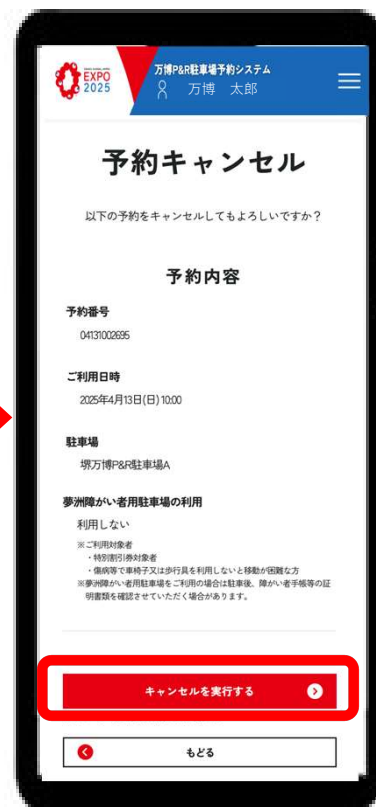 EXPO
2025
万博P&R駐車場予約システム
万博 太郎
予約キャンセル
以下の予約をキャンセルしてもよろしいですか？
予約内容
予約番号
04131002695
ご利用日時
2025年4月13日(日) 10:00
駐車場
堺万博P&R駐車場A
夢洲障がい者用駐車場の利用
利用しない
※ご利用対象者
・特別割引券対象者
・傷病等で車椅子又は歩行具を利用しないと移動が困難な方
※夢洲障がい者用駐車場をご利用の場合は駐車後、障がい者手帳等の証
明書類を確認させていただく場合があります。
キャンセルを実行する
もどる